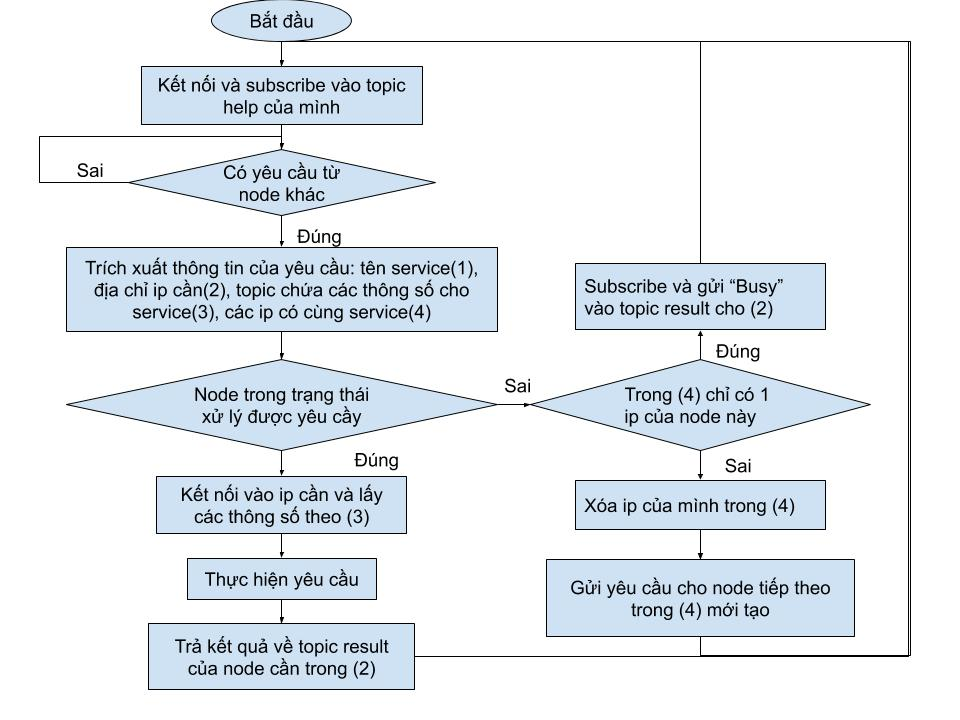 Bắt đầu
Kết nối và subscribe vào topic
help của mình
Sai
Có yêu cầu từ
node khác
Đúng
Trích xuất thông tin của yêu cầu: tên service(1),
địa chỉ ip cần(2), topic chứa các thông số cho
service(3), các ip có cùng service(4)
Subscribe và gửi “Busy”
vào topic result cho (2)
Đúng
Node trong trạng thái
xử lý được yêu cầy
Sai
Trong (4) chỉ có 1
ip của node này
Đúng
Sai
Kết nối vào ip cần và lấy
các thông số theo (3)
Xóa ip của mình trong (4)
Thực hiện yêu cầu
Gửi yêu cầu cho node tiếp theo
trong (4) mới tạo
Trả kết quả về topic result
của node cần trong (2)